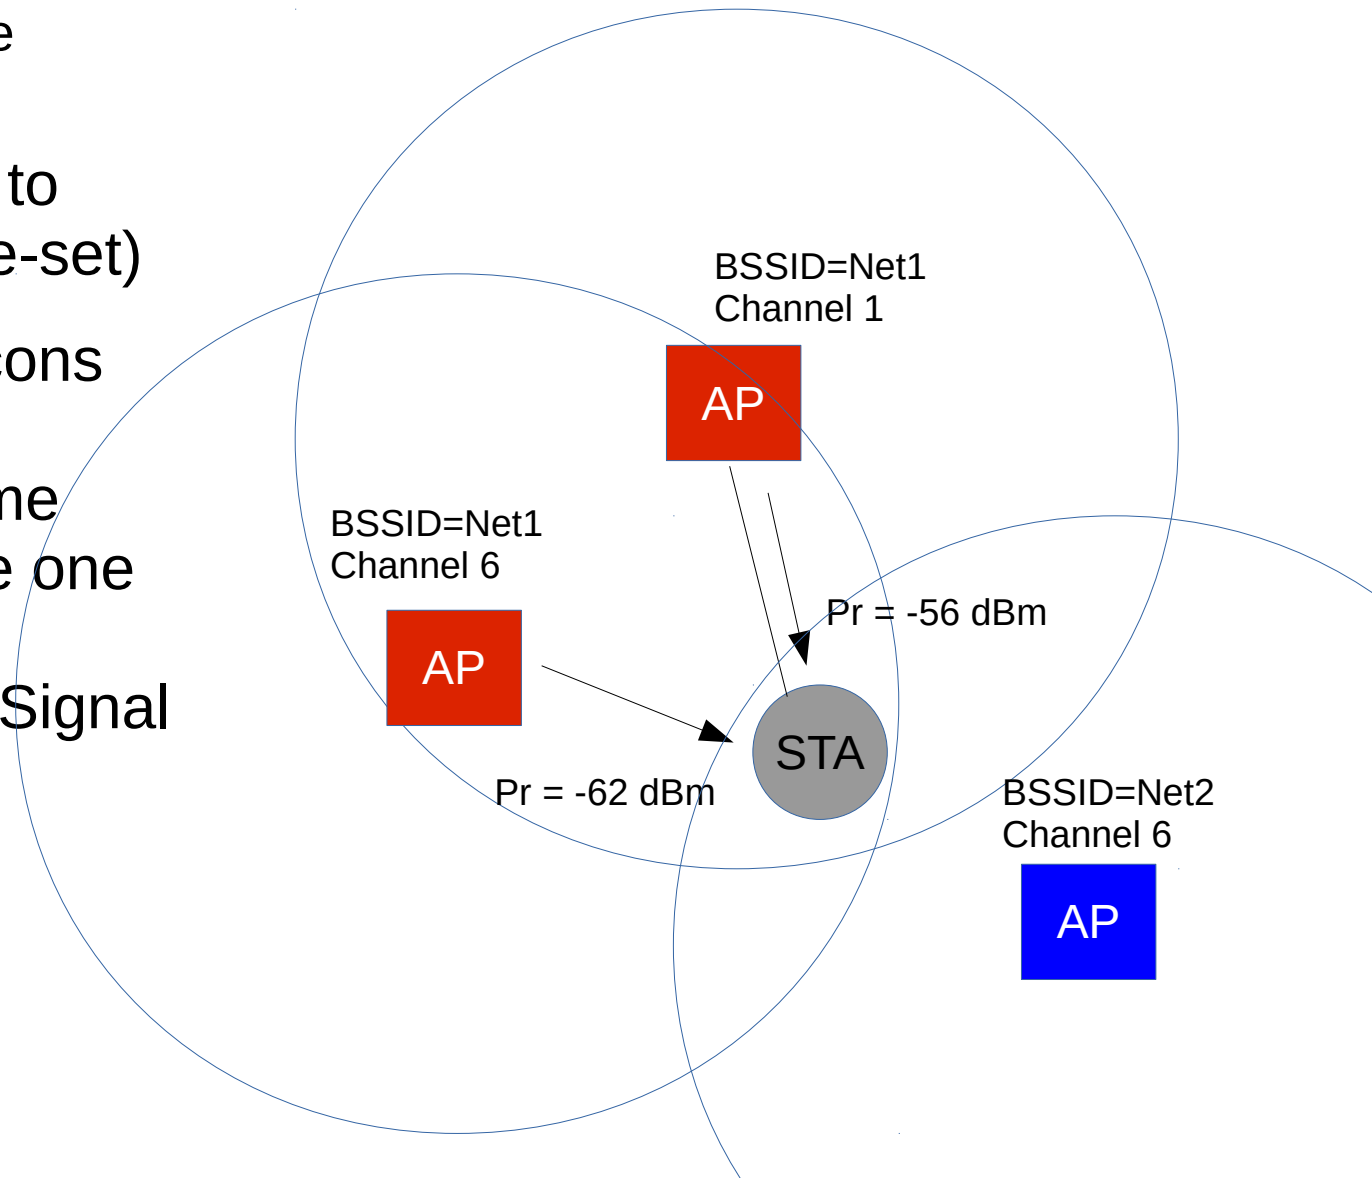 e
to
e-set)
cons
me
e one
Signal
BSSID=Net1
Channel 1
AP
BSSID=Net1
Channel 6
AP
Pr = -56 dBm
STA
Pr = -62 dBm
BSSID=Net2
Channel 6
AP